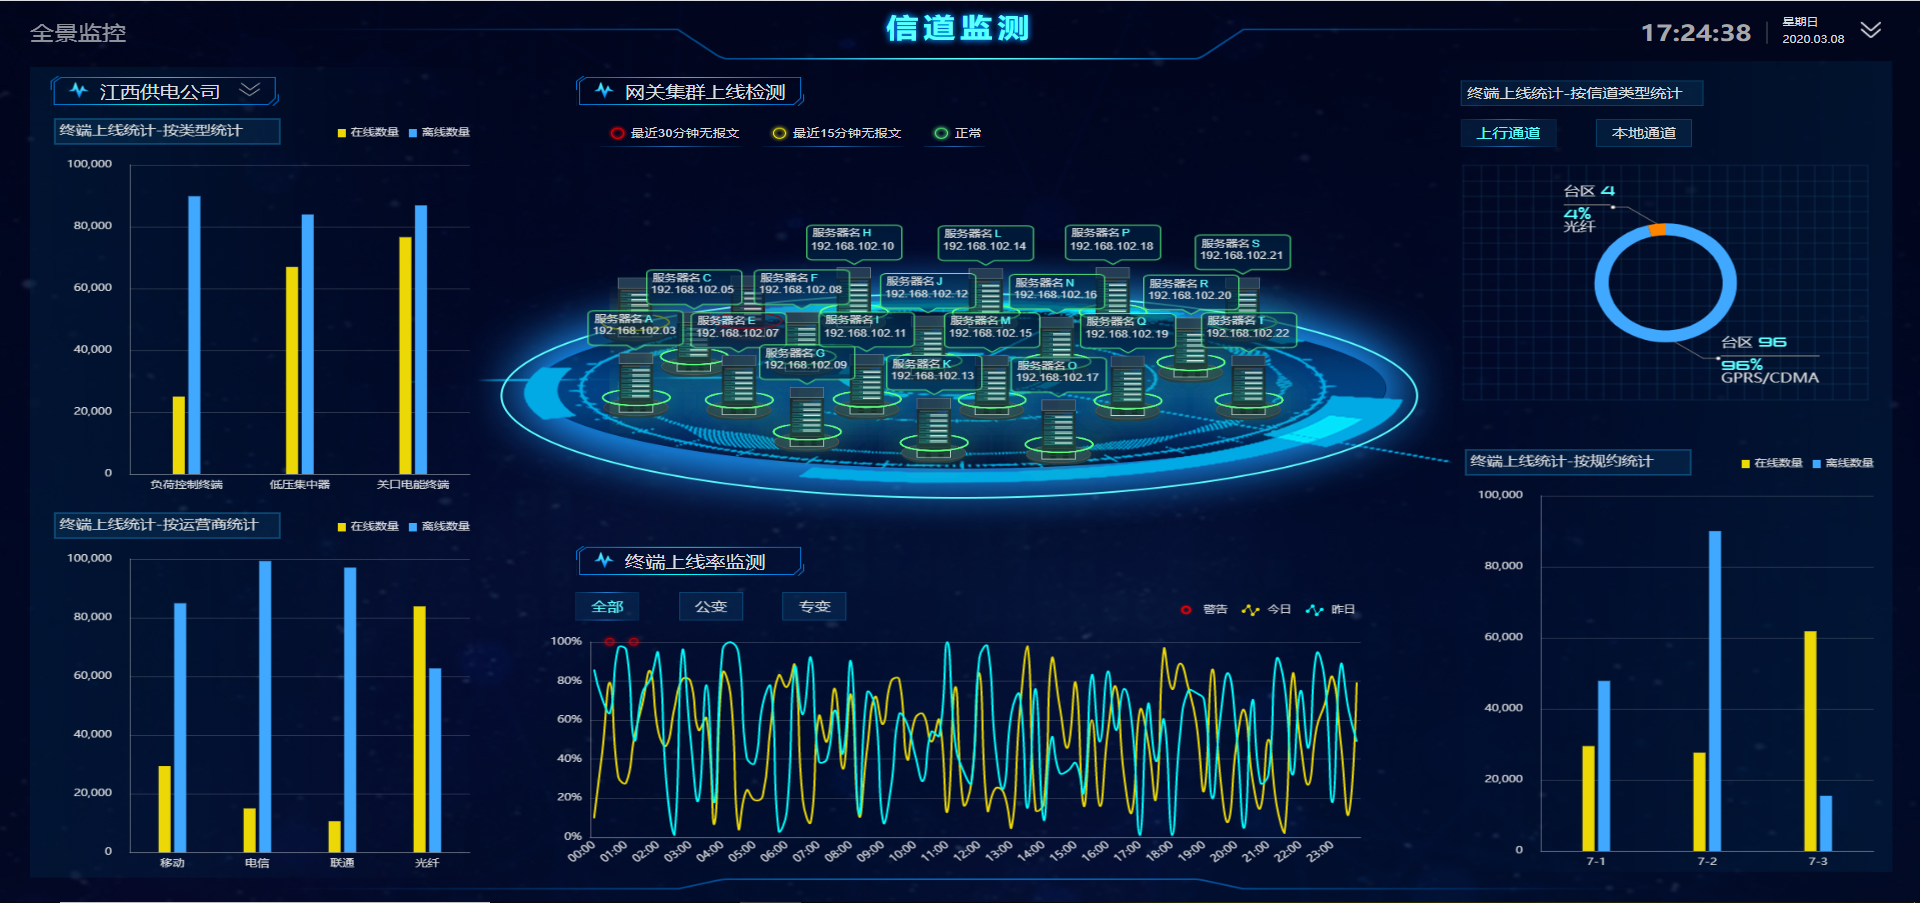 全景监控
信道监测
17:24:38
星期日
2020.03.08
江西供电公司
终端上线统计-按类型统计
在线数量
离线数量
100,000
80,000
60,000
40,000
20,000
0
负荷控制终端
低压集中器
关口电能终端
终端上线统计-按运营商统计
在线数量
离线数量
100,000
80,000
60,000
40,000
20,000
0
移动
电信
联通
光纤
网关集群上线检测
最近30分钟无报文
最近15分钟无报文
正常
服务器名 H
192.168.102.10
服务器名 L
192.168.102.14
服务器名 P
192.168.102.18
服务器名 S
192.168.102.21
服务器名 C
192.168.102.05
服务器名 F
192.168.102.08
服务器名 J
192.168.102.12
服务器名 N
192.168.102.16
服务器名 R
192.168.102.20
服务器名 A
192.168.102.03
服务器名 E
192.168.102.07
服务器名 I
192.168.102.11
服务器名 M
192.168.102.15
服务器名 Q
192.168.102.19
服务器名 T
192.168.102.22
服务器名 G
192.168.102.09
服务器名 K
192.168.102.13
服务器名 O
192.168.102.17
终端上线率监测
全部
公变
专变
警告
今日
昨日
100%
80%
60%
40%
20%
0%
00:00
01:00
02:00
03:00
04:00
05:00
06:00
07:00
08:00
09:00
10:00
11:00
12:00
13:00
14:00
15:00
16:00
17:00
18:00
19:00
20:00
21:00
22:00
23:00
终端上线统计-按信道类型统计
上行通道
本地通道
台区 4
4%
光纤
台区 96
96%
GPRS/CDMA
终端上线统计-按规约统计
在线数量
离线数量
100,000
80,000
60,000
40,000
20,000
0
7-1
7-2
7-3